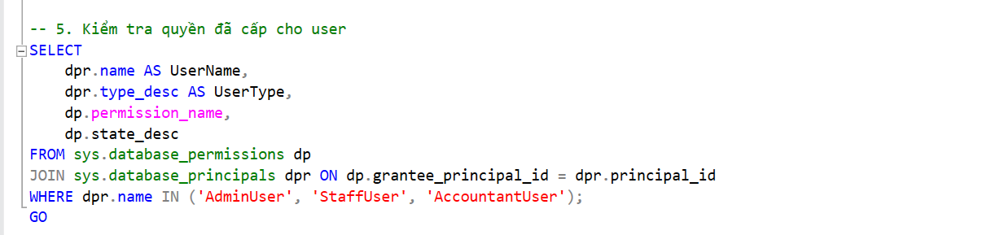 -- 5. Kiểm tra quyền đã cấp cho user
SELECT
    dpr.name AS UserName,
    dpr.type_desc AS UserType,
    dp.permission_name,
    dp.state_desc
FROM sys.database_permissions dp
JOIN sys.database_principals dpr ON dp.grantee_principal_id = dpr.principal_id
WHERE dpr.name IN ('AdminUser', 'StaffUser', 'AccountantUser');
GO